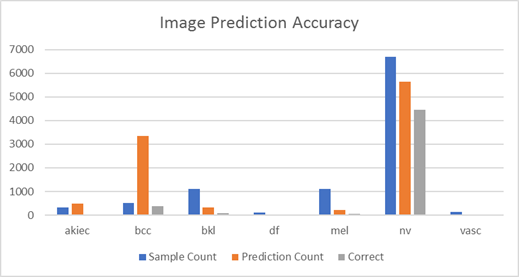 Image Prediction Accuracy
7000
6000
5000
4000
3000
2000
1000
0
akiec bcc bkl df mel nv vasc
Sample Count Prediction Count Correct